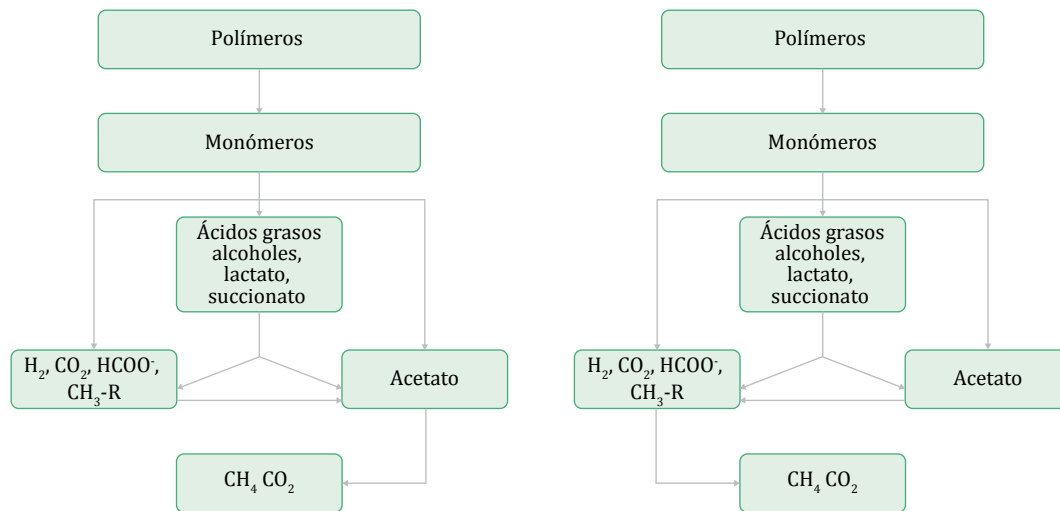 Polímeros
Monómeros
Ácidos grasos
alcoholes,
lactato,
succionato
H₂, CO₂, HCOO⁻,
CH₃-R
Acetato
CH₄ CO₂
Polímeros
Monómeros
Ácidos grasos
alcoholes,
lactato,
succionato
H₂, CO₂, HCOO⁻,
CH₃-R
Acetato
CH₄ CO₂